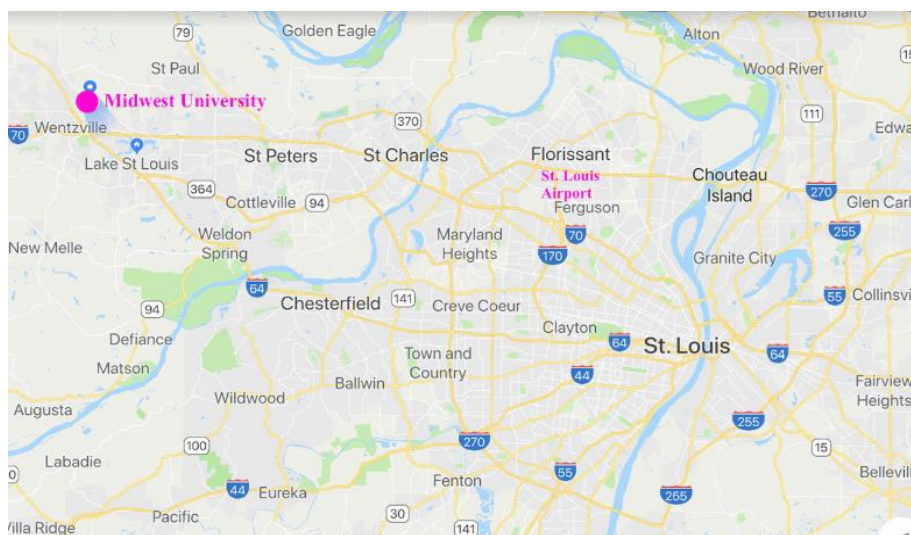 Golden Eagle
Alton
Bethalto
79
St Paul
Wood River
Midwest University
370
111
70
Wentzville
Edwa
Lake St Louis
St Peters
St Charles
Florissant
St. Louis
Airport
Chouteau
Island
364
Cottleville
94
Ferguson
270
Glen Carb
New Melle
Weldon
Spring
Maryland
Heights
70
170
255
Granite City
64
Chesterfield
141
Creve Coeur
55
Collinsvi
94
Defiance
Clayton
64
St. Louis
64
Matson
Town and
Country
44
Ballwin
Wildwood
Fairview
Heights
Augusta
270
255
100
15
Labadie
44
Eureka
Fenton
55
255
Bellevil
Pacific
30
141
Villa Ridge